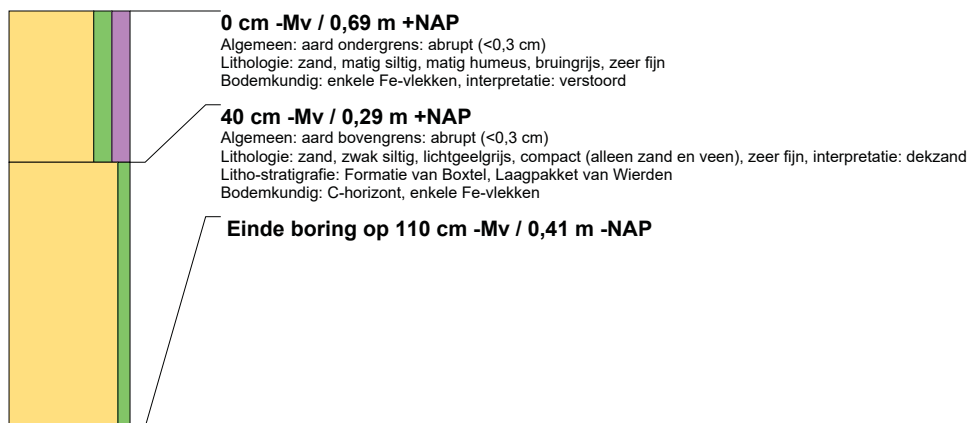 0 cm -Mv / 0,69 m +NAP
Algemeen: aard ondergrens: abrupt (<0,3 cm)
Lithologie: zand, matig siltig, matig humeus, bruingrijs, zeer fijn
Bodemkundig: enkele Fe-vlekken, interpretatie: verstoord
40 cm -Mv / 0,29 m +NAP
Algemeen: aard bovengrens: abrupt (<0,3 cm)
Lithologie: zand, zwak siltig, lichtgeelgrijs, compact (alleen zand en veen), zeer fijn, interpretatie: dekzand
Litho-stratigrafie: Formatie van Boxtel, Laagpakket van Wierden
Bodemkundig: C-horizont, enkele Fe-vlekken
Einde boring op 110 cm -Mv / 0,41 m -NAP